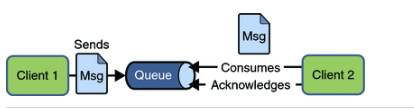 Msg
Sends
Client 1
Msg
Queue
Consumes
Acknowledges
Client 2